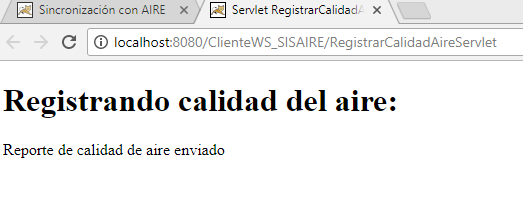 Sincronización con AIRE
Servlet RegistrarCalidadA
localhost:8080/ClienteWS_SISAIRE/RegistrarCalidadAireServlet
Registrando calidad del aire:
Reporte de calidad de aire enviado